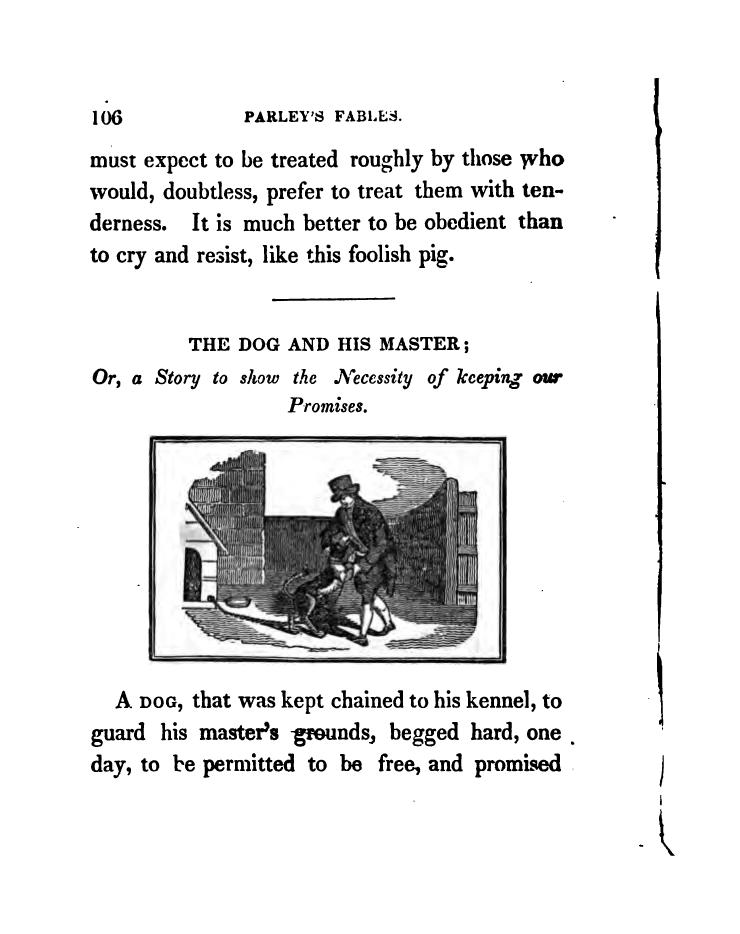 106 PARLEY'S FABLES.
must expect to be treated roughly by those who
would, doubtless, prefer to treat them with ten-
derness. It is much better to be obedient than
to cry and resist, like this foolish pig.
THE DOG AND HIS MASTER;
Or, a Story to show the Necessity of keeping our
Promises.
A DOG, that was kept chained to his kennel, to
guard his master's grounds, begged hard, one
day, to be permitted to be free, and promised